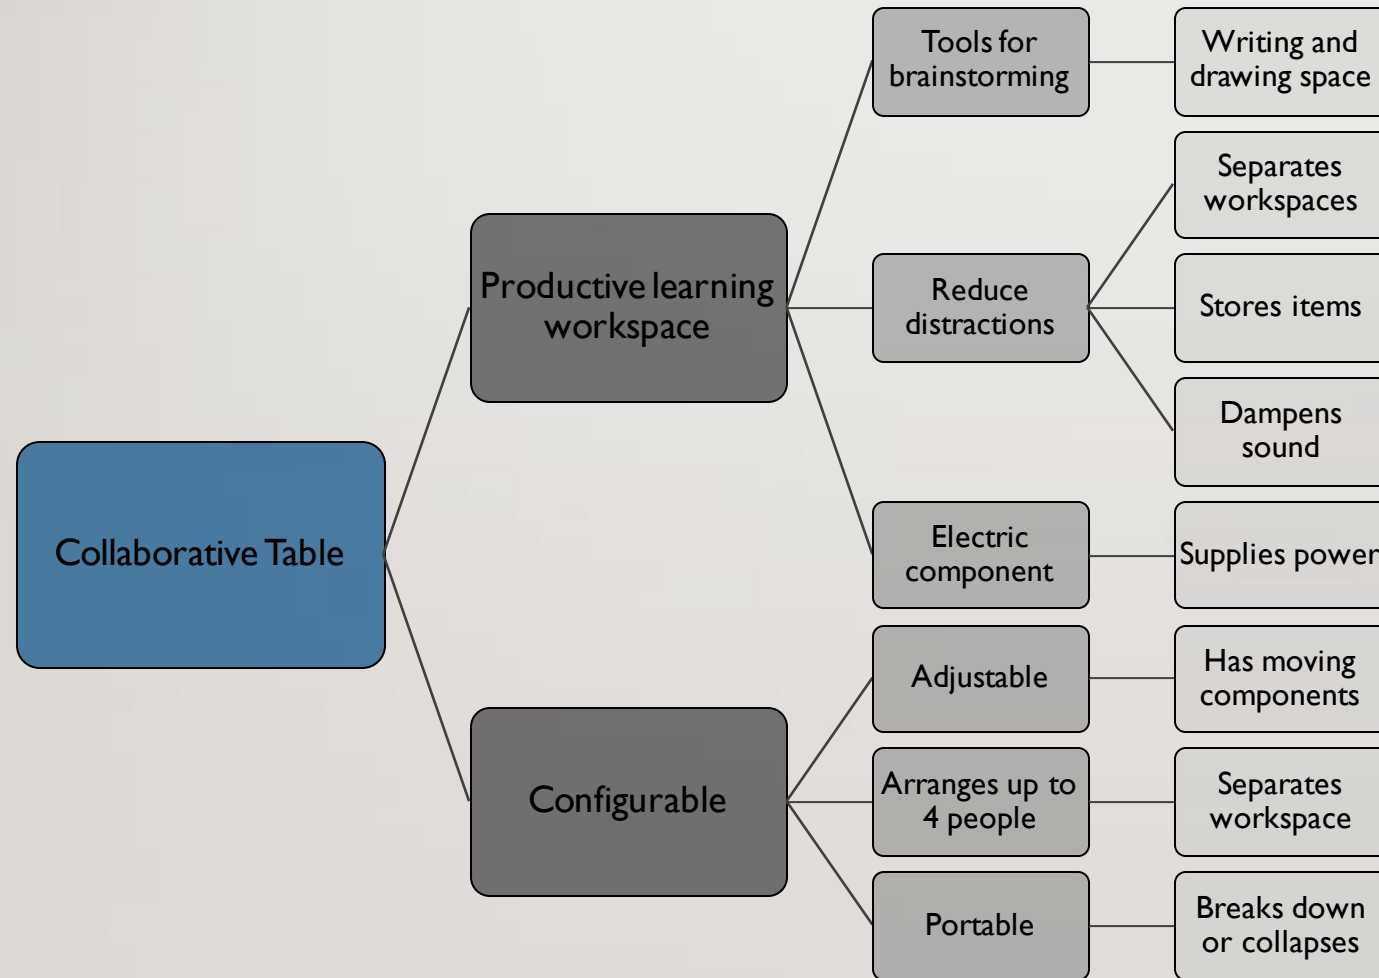 Tools for
brainstorming
Writing and
drawing space
Separates
workspaces
Productive learning
workspace
Reduce
distractions
Stores items
Dampens
sound
Collaborative Table
Electric
component
Supplies power
Adjustable
Has moving
components
Configurable
Arranges up to
4 people
Separates
workspace
Portable
Breaks down
or collapses